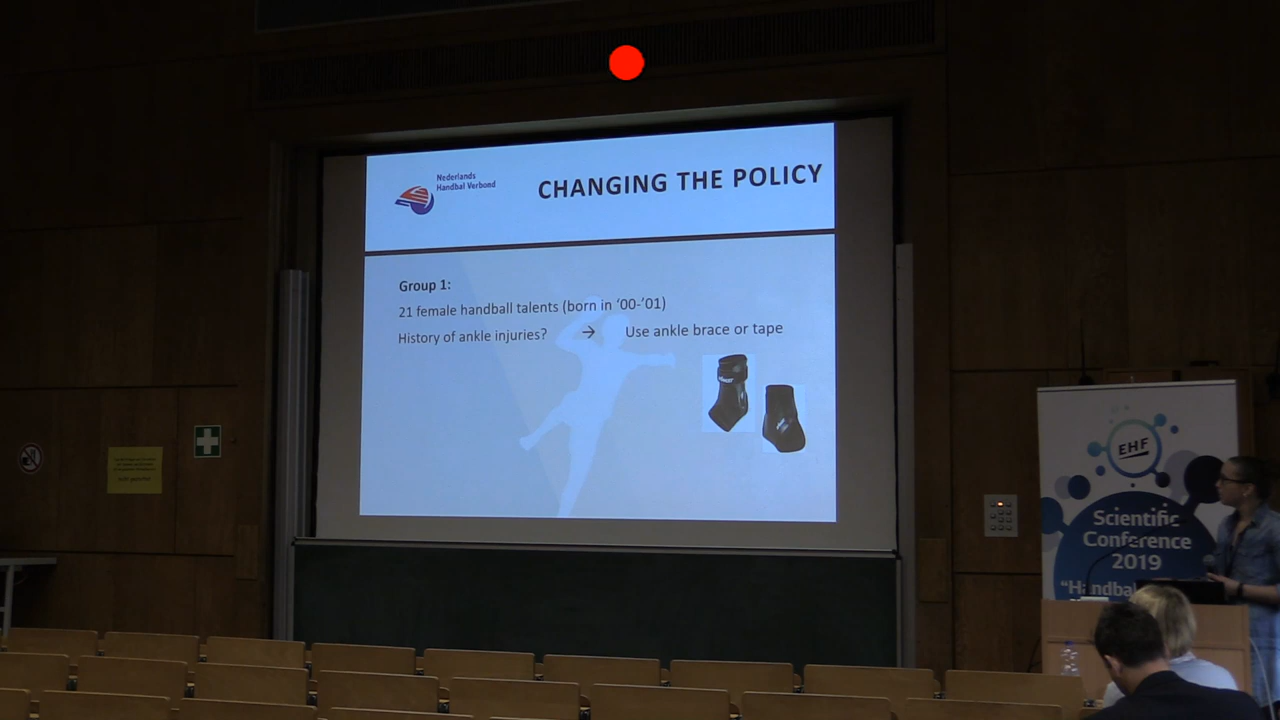 Nederlands
Handbal Verbond
CHANGING THE POLICY
Group 1:
21 female handball talents (born in ‘00-’01)
History of ankle injuries? → Use ankle brace or tape
EHF
Scientific
Conference
2019
"Handba